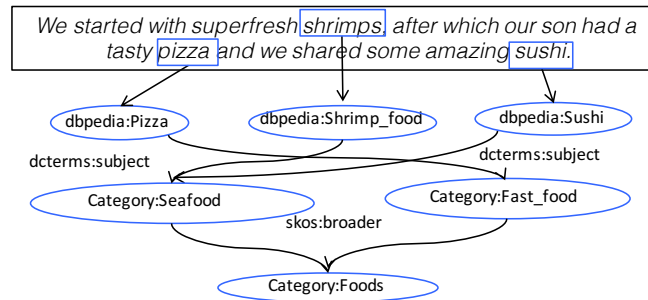 We started with superfresh shrimps, after which our son had a
tasty pizza and we shared some amazing sushi.
dbpedia:Pizza
dbpedia:Shrimp_food
dbpedia:Sushi
dcterms:subject
dcterms:subject
Category:Seafood
Category:Fast_food
skos:broader
Category:Foods